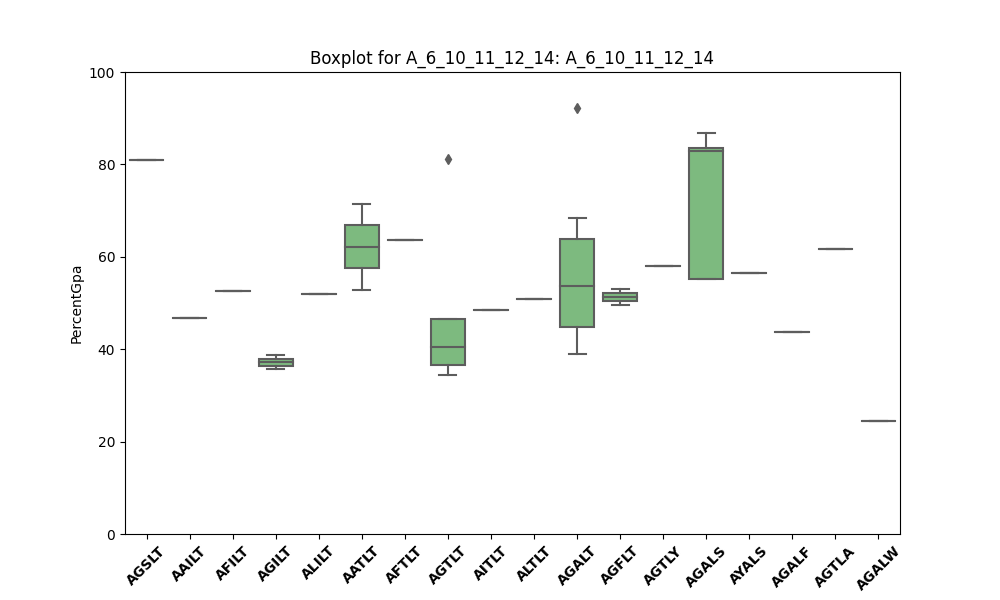 Boxplot for A_6_10_11_12_14: A_6_10_11_12_14
PercentGpa
100
80
60
40
20
0
AGSLT
AAILT
AFILT
AGILT
ALILT
AATLT
AFTLT
AGTLT
AITLT
ALTLT
AGALT
AGFLT
AGTLY
AGALS
AYALS
AGALF
AGTLA
AGALW